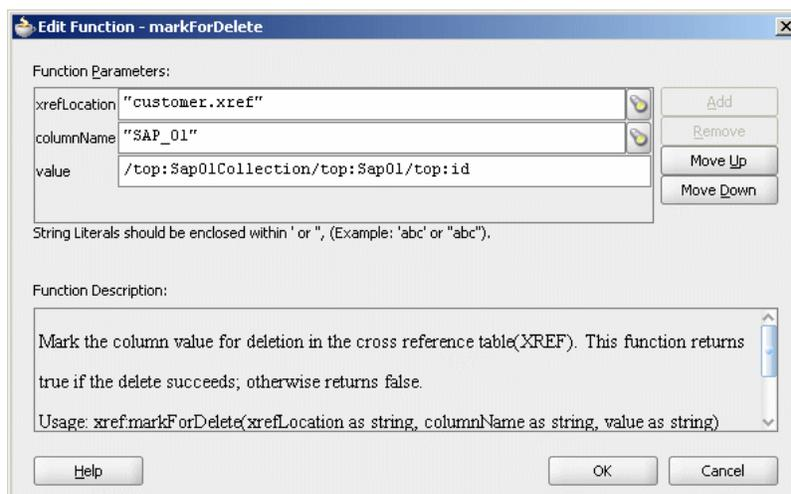 Edit Function - markForDelete
Function Parameters:
xrefLocation "customer.xref"
Add
columnName "SAP_01"
Remove
value /top:Sap01Collection/top:Sap01/top:id
Move Up
Move Down
String Literals should be enclosed within ' or ", (Example: 'abc' or "abc").
Function Description:
Mark the column value for deletion in the cross reference table(XREF). This function returns
true if the delete succeeds; otherwise returns false.
Usage: xref:markForDelete(xrefLocation as string, columnName as string, value as string)
Help
OK
Cancel